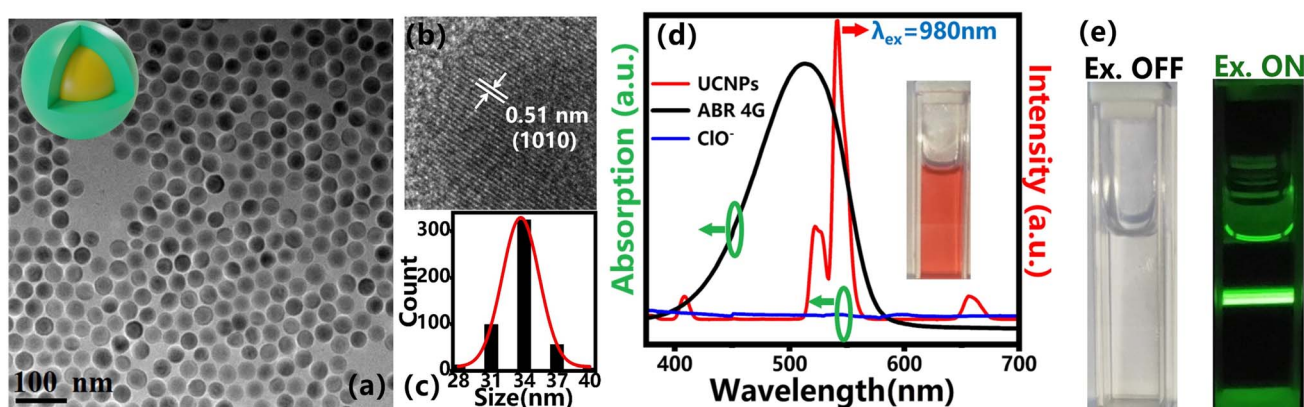 100 nm
(a)
(b)
0.51 nm
(1010)
300
200
100
0
Count
28 31 34 37 40
(c)
Size(nm)
(d)
λex=980nm
UCNPs
ABR 4G
ClO⁻
Absorption (a.u.)
Intensity (a.u.)
400 500 600 700
Wavelength(nm)
(e)
Ex. OFF
Ex. ON